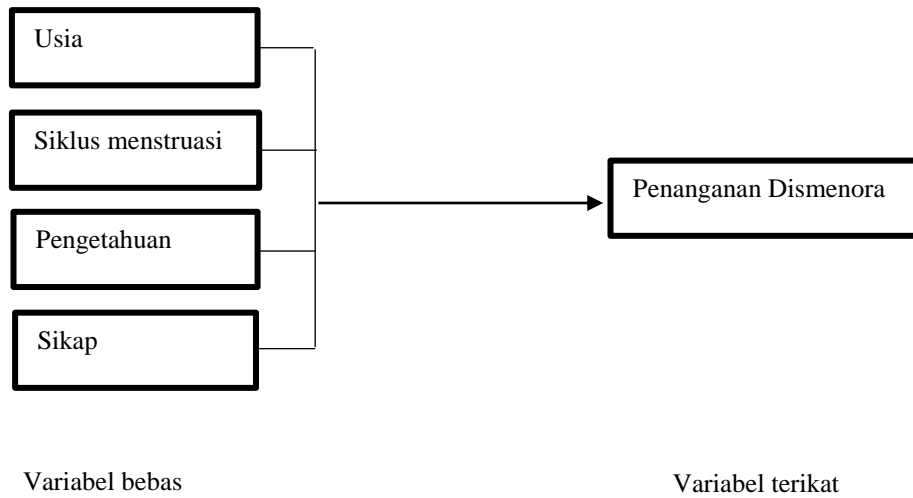 Usia
Siklus menstruasi
Pengetahuan
Sikap
Penanganan Dismenora
Variabel bebas
Variabel terikat